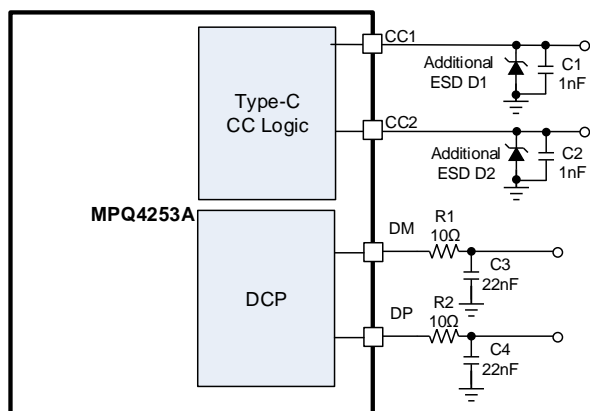 CC1
Additional
ESD D1
C1
1nF
Type-C
CC Logic
CC2
Additional
ESD D2
C2
1nF
MPQ4253A
DM
R1
10Ω
C3
22nF
DCP
DP
R2
10Ω
C4
22nF